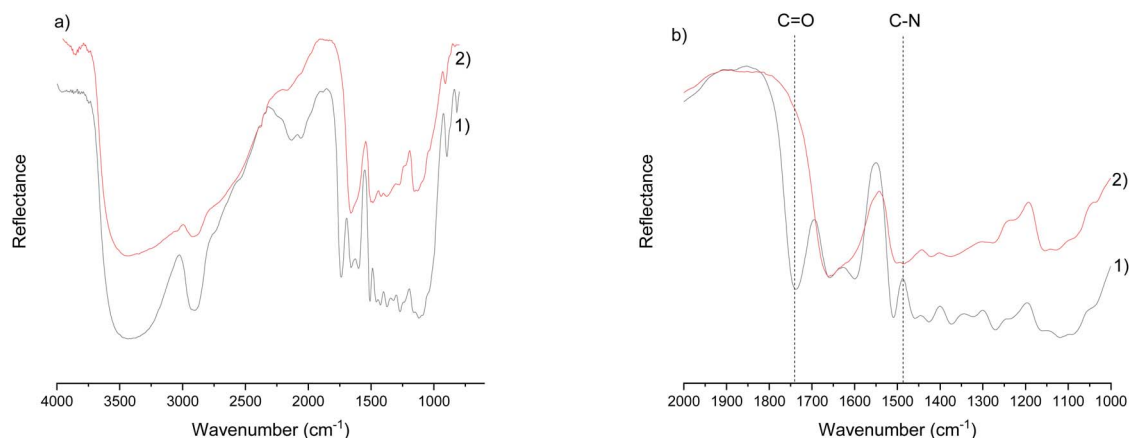 a)
2)
1)
Reflectance
4000 3500 3000 2500 2000 1500 1000
Wavenumber (cm⁻¹)
C=O C-N
b)
2)
1)
Reflectance
2000 1900 1800 1700 1600 1500 1400 1300 1200 1100 1000
Wavenumber (cm⁻¹)